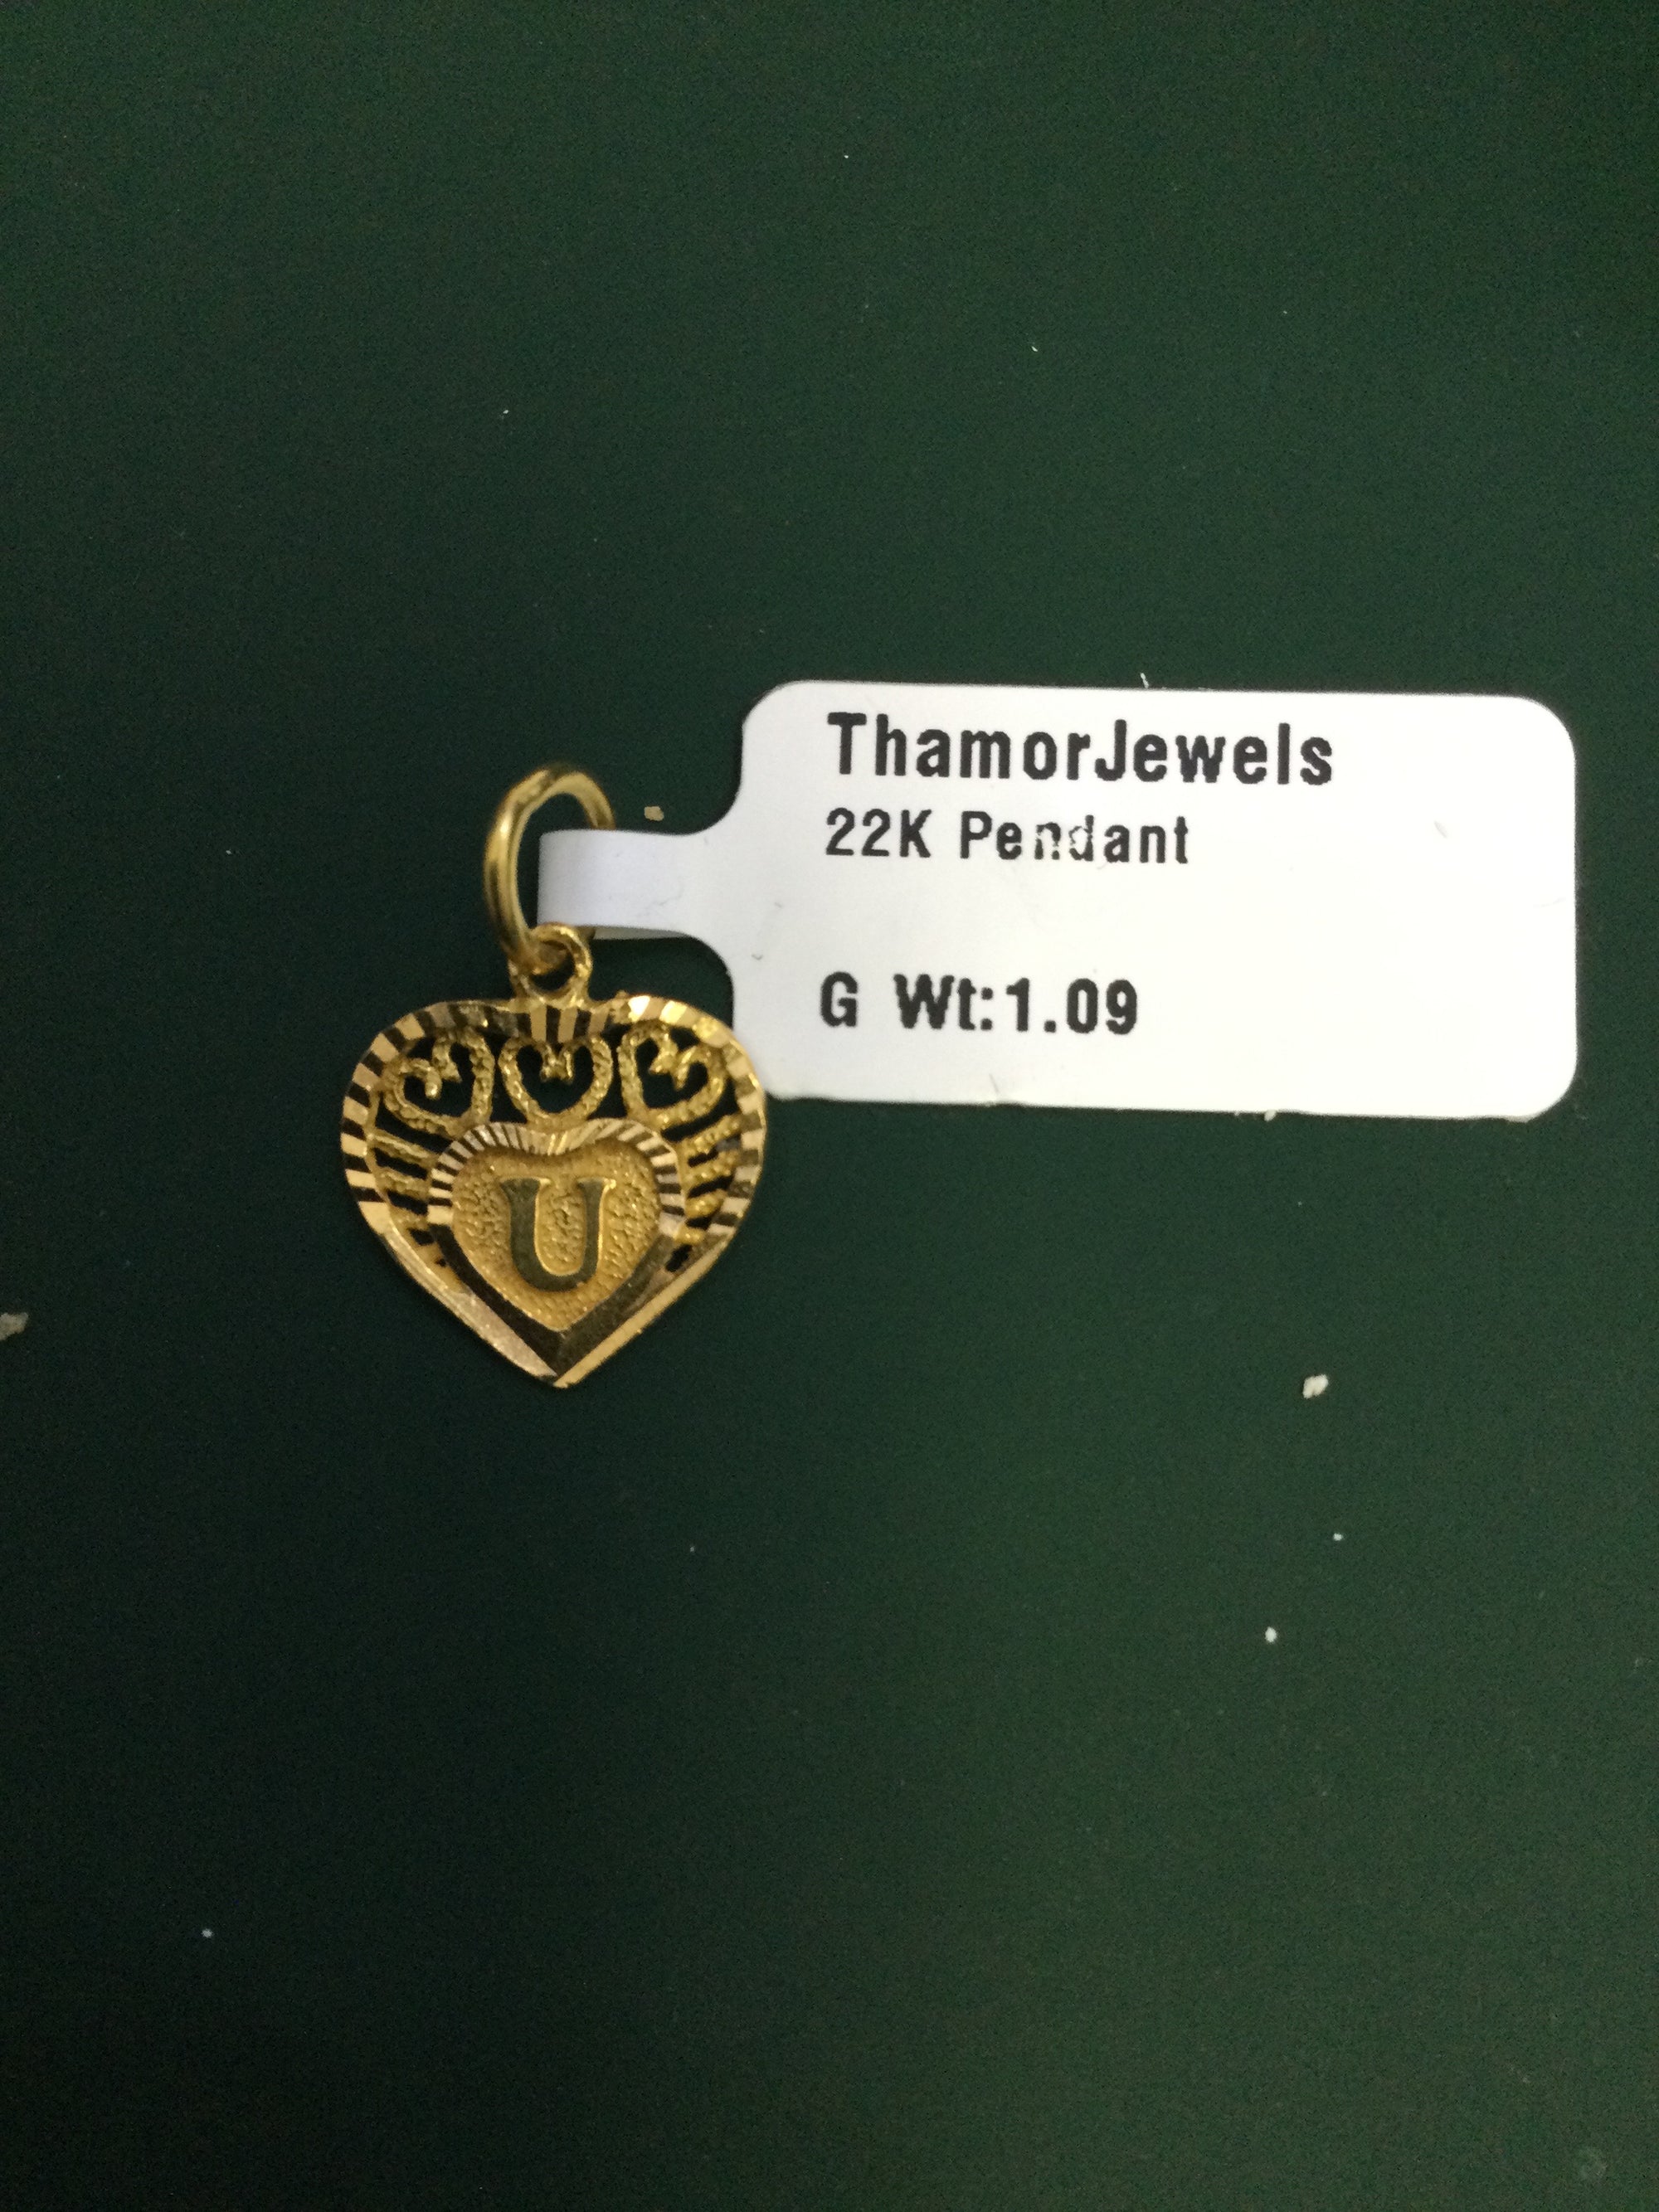 ThamorJewels
22K Pendant
G Wt:1.09
U